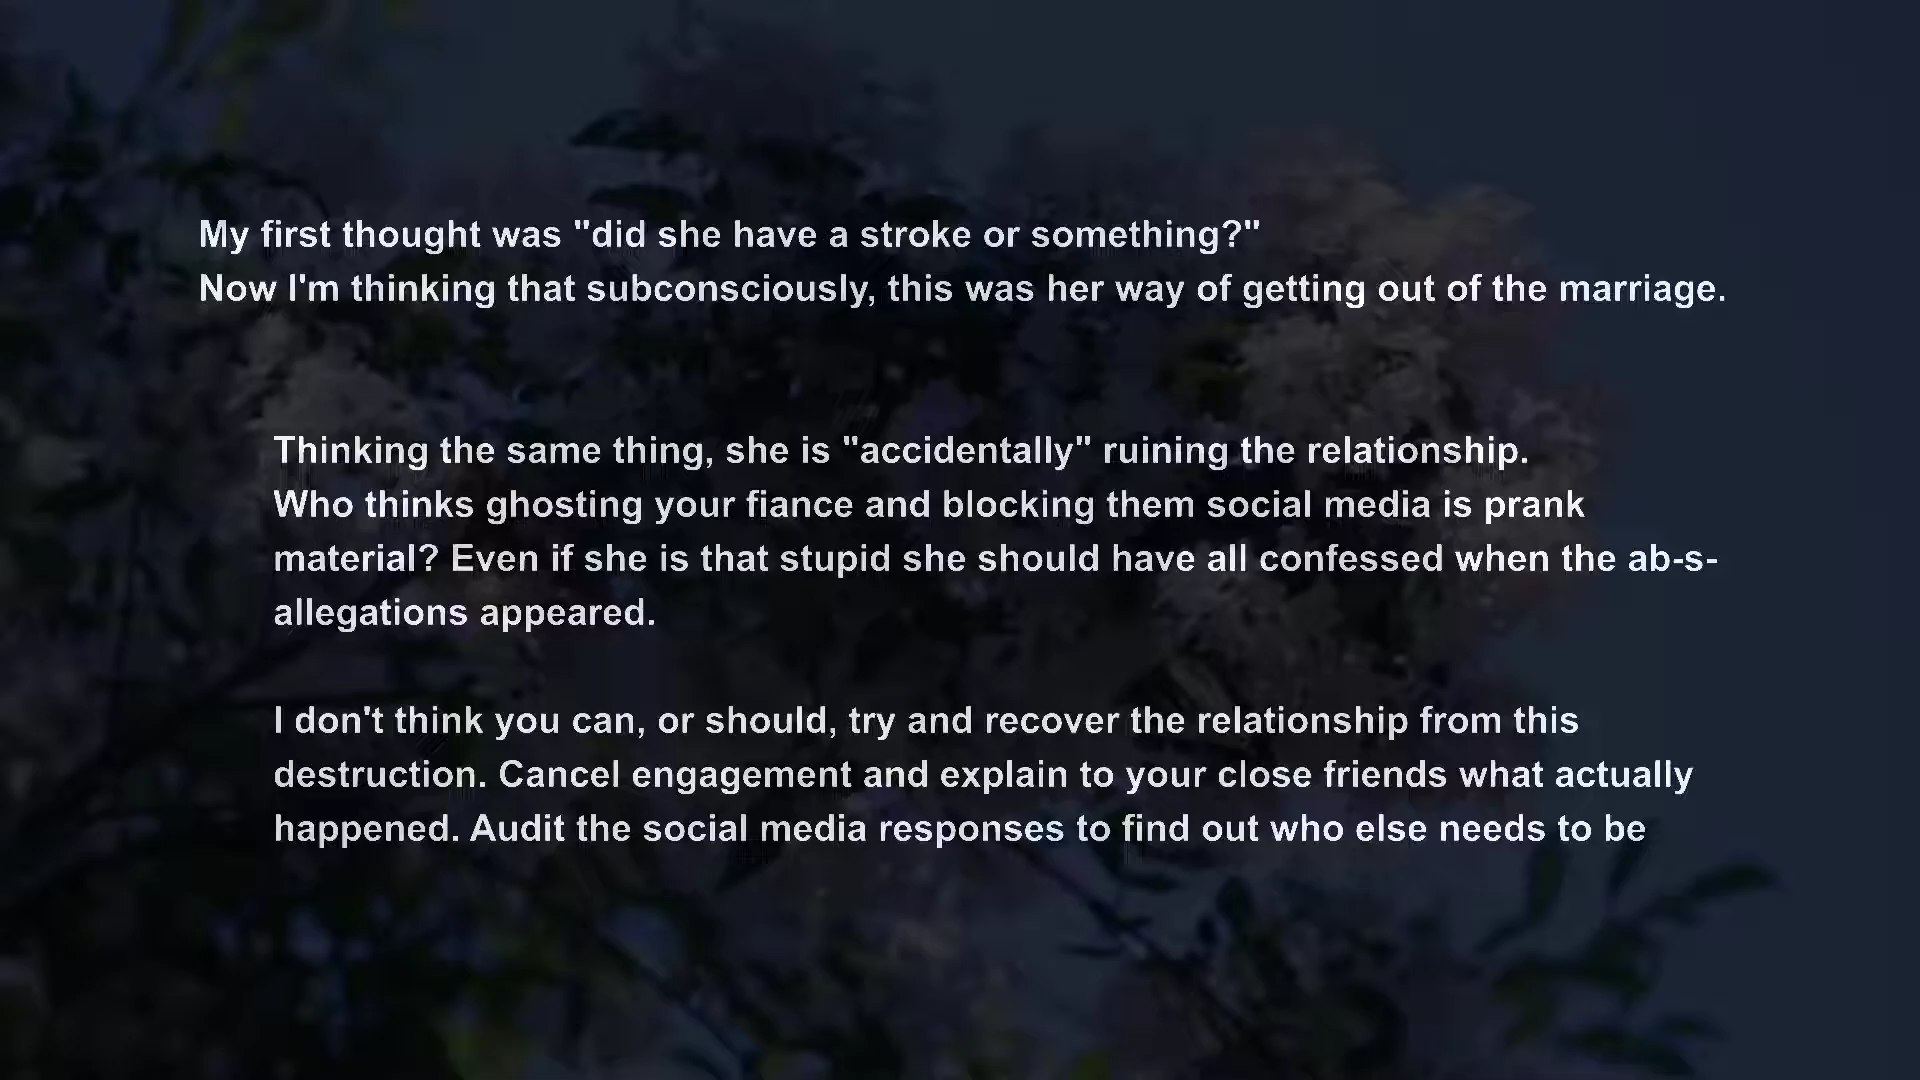 My first thought was "did she have a stroke or something?"
Now I'm thinking that subconsciously, this was her way of getting out of the marriage.
Thinking the same thing, she is "accidentally" ruining the relationship.
Who thinks ghosting your fiance and blocking them social media is prank
material? Even if she is that stupid she should have all confessed when the ab-s-
allegations appeared.
I don't think you can, or should, try and recover the relationship from this
destruction. Cancel engagement and explain to your close friends what actually
happened. Audit the social media responses to find out who else needs to be